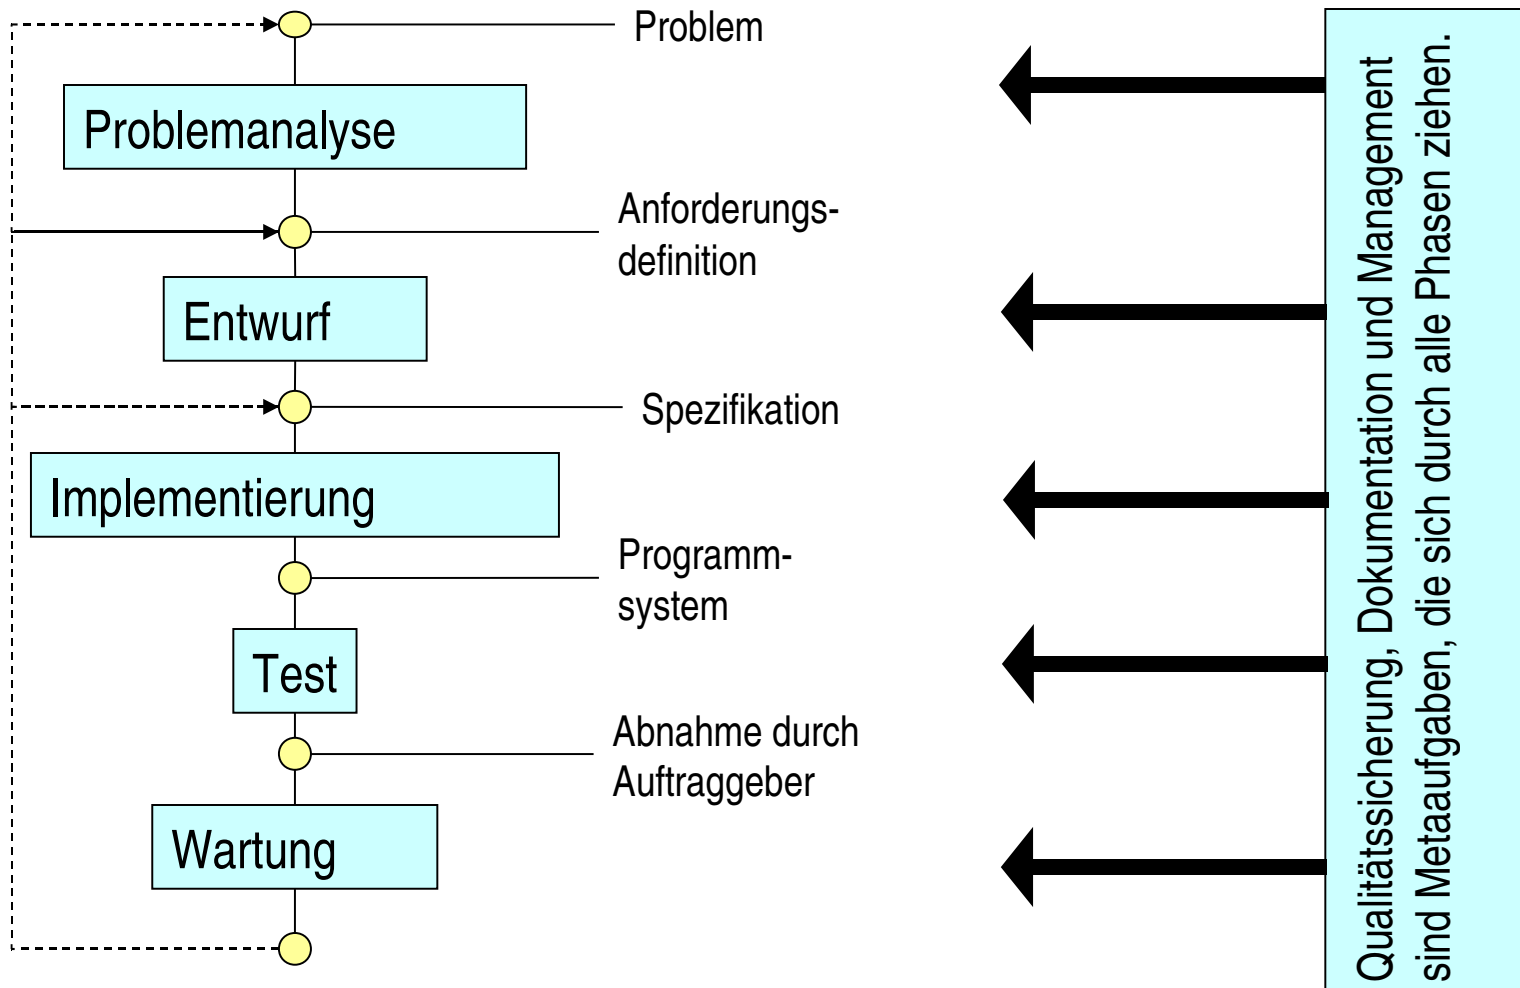 Problem
Problemanalyse
Anforderungs-
definition
Entwurf
Spezifikation
Implementierung
Programm-
system
Test
Abnahme durch
Auftraggeber
Wartung
Qualitätssicherung, Dokumentation und Management
sind Metaaufgaben, die sich durch alle Phasen ziehen.